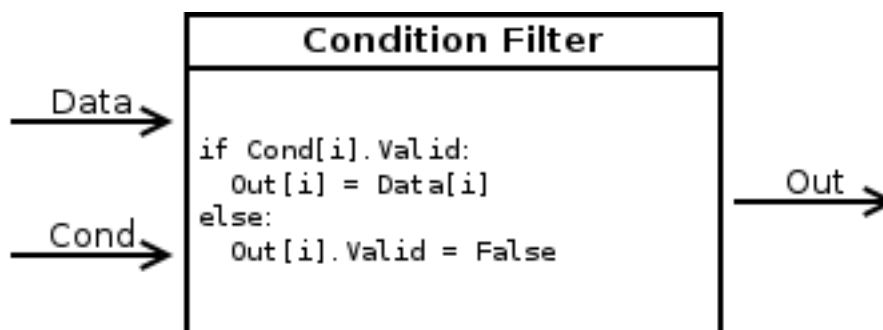 Condition Filter
Data
Cond
if Cond[i].Valid:
  Out[i] = Data[i]
else:
  Out[i].Valid = False
Out